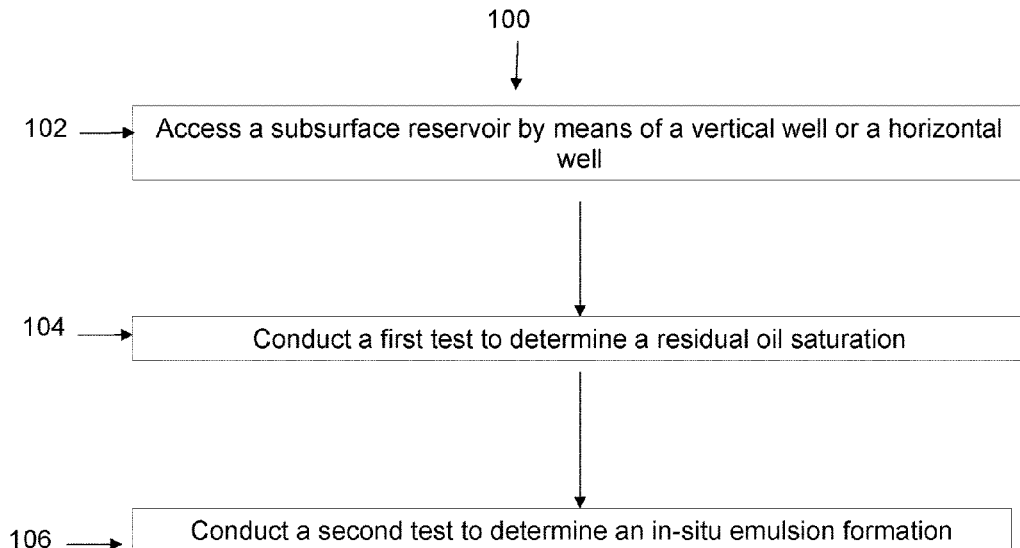 100
102
Access a subsurface reservoir by means of a vertical well or a horizontal
well
104
Conduct a first test to determine a residual oil saturation
106
Conduct a second test to determine an in-situ emulsion formation